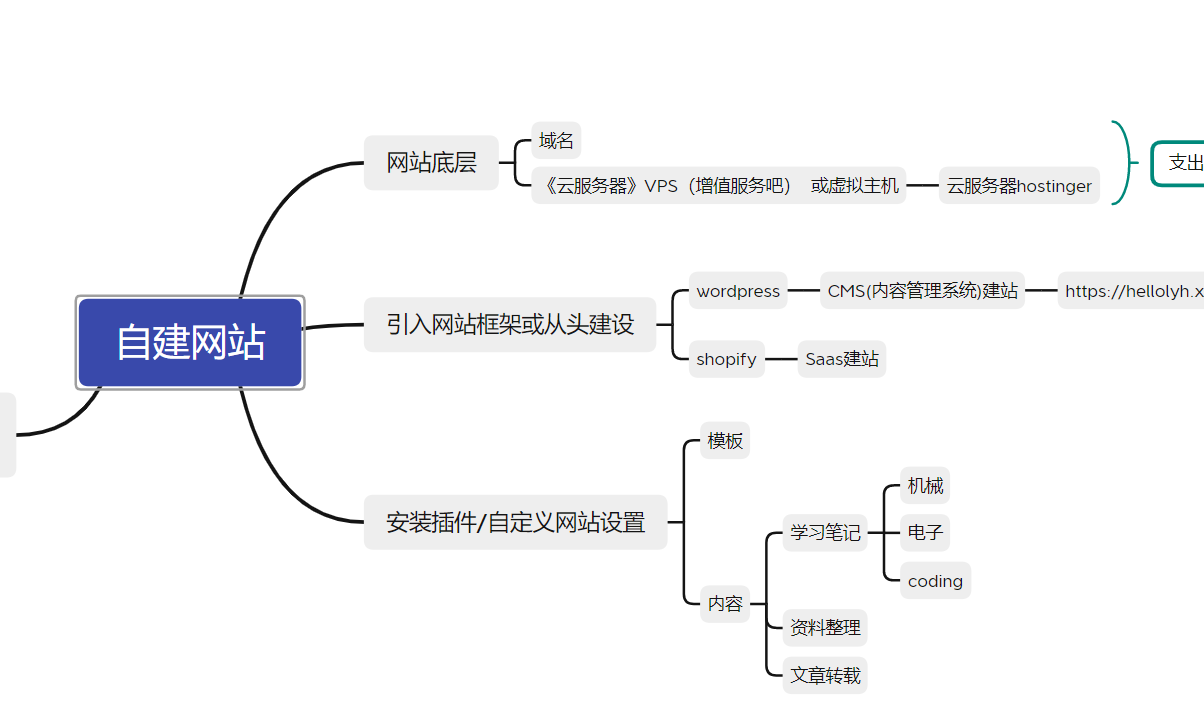 自建网站
网站底层
域名
《云服务器》VPS（增值服务吧） 或虚拟主机
云服务器hostinger
支出
引入网站框架或从头建设
wordpress
CMS(内容管理系统)建站
https://hellolyh.x
shopify
Saas建站
安装插件/自定义网站设置
模板
内容
学习笔记
机械
电子
coding
资料整理
文章转载